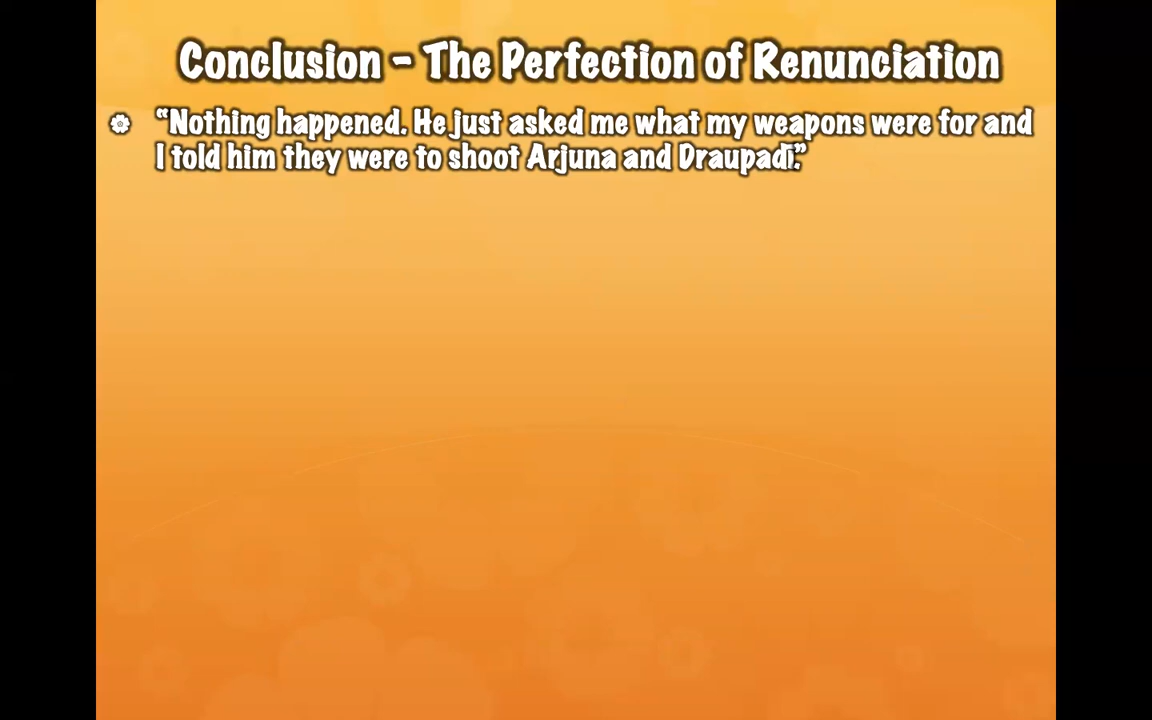 Conclusion - The Perfection of Renunciation
“Nothing happened. He just asked me what my weapons were for and
I told him they were to shoot Arjuna and Draupadī.”